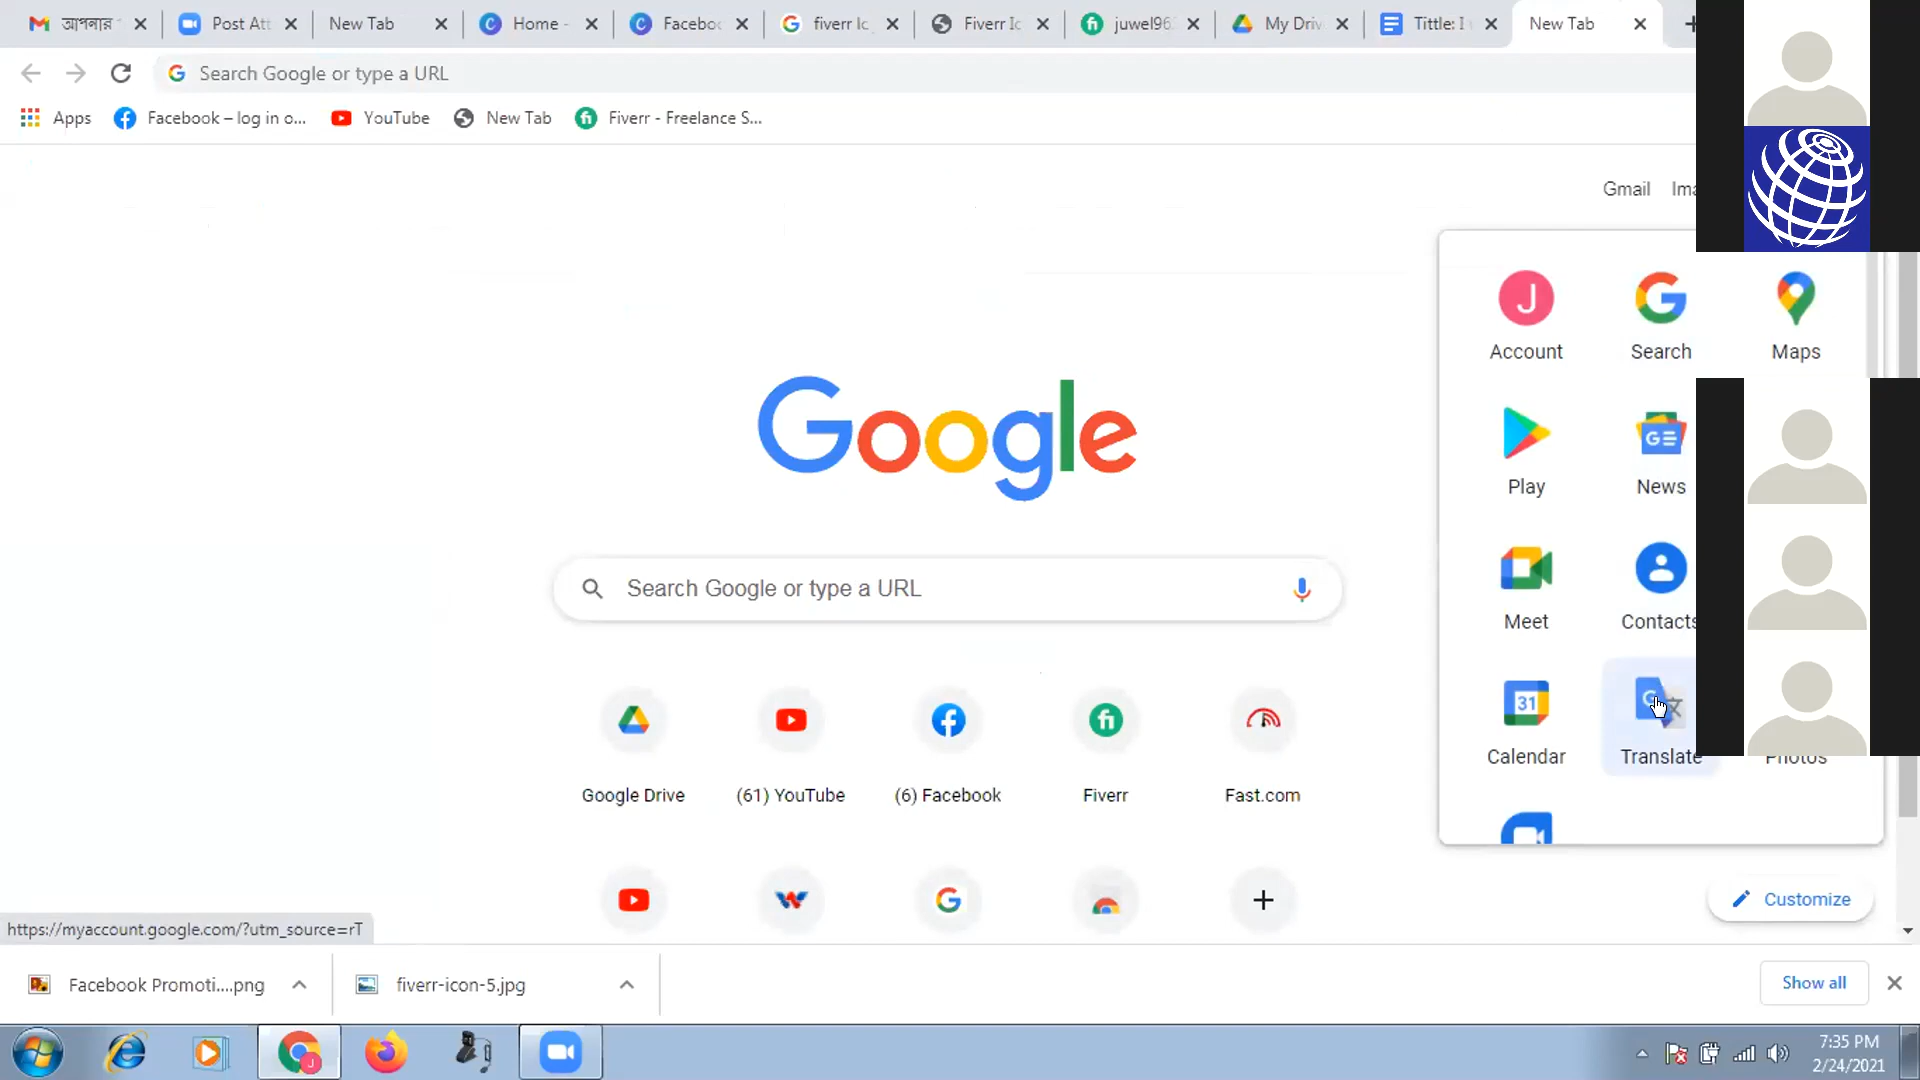 আপনার
Post Att
New Tab
Home -
Faceboo
fiverr Ic
Fiverr Ic
juwel96
My Driv
Tittle: I
New Tab
Search Google or type a URL
Apps
Facebook – log in o...
YouTube
New Tab
Fiverr - Freelance S...
Gmail
Ima
Account
Search
Maps
Google
Play
News
Search Google or type a URL
Meet
Contacts
Calendar
Translate
Photos
Google Drive
(61) YouTube
(6) Facebook
Fiverr
Fast.com
Customize
https://myaccount.google.com/?utm_source=rT
Facebook Promoti....png
fiverr-icon-5.jpg
Show all
7:35 PM
2/24/2021